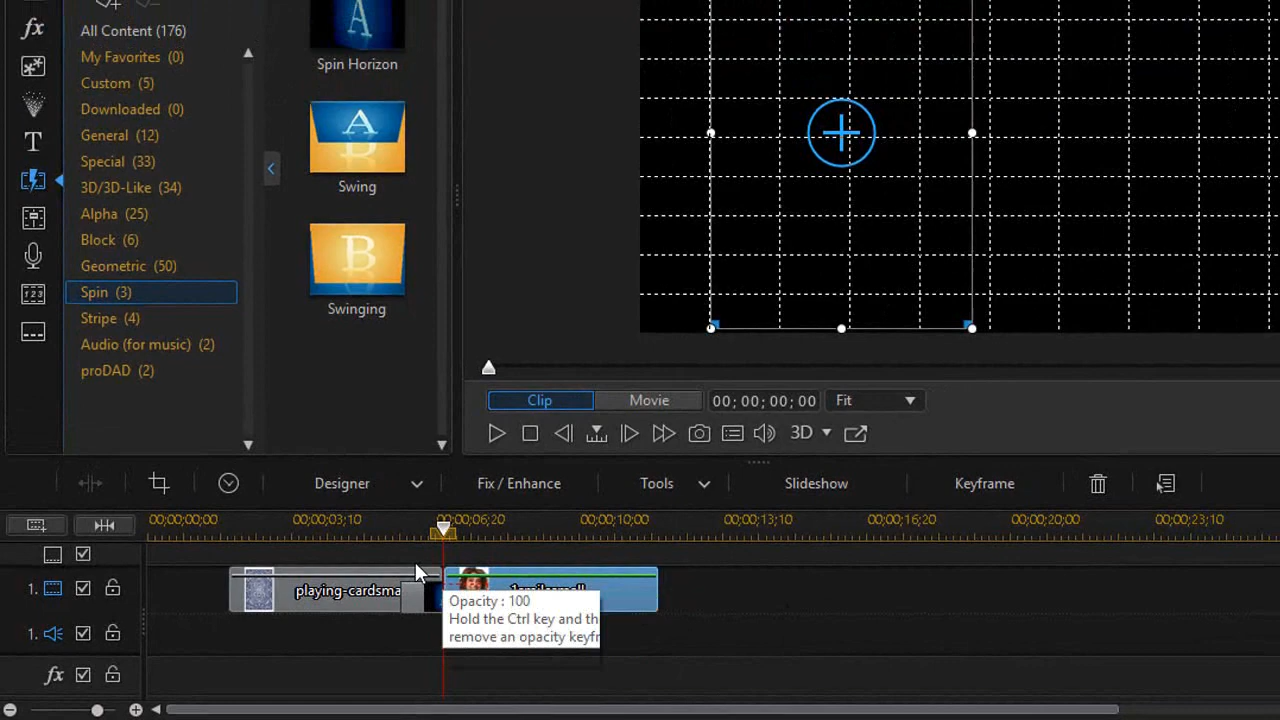 All Content (176)
My Favorites (0)
Custom (5)
Downloaded (0)
General (12)
Special (33)
3D/3D-Like (34)
Alpha (25)
Block (6)
Geometric (50)
Spin (3)
Stripe (4)
Audio (for music) (2)
proDAD (2)
fx
T
1 2 3
A
Spin Horizon
A
B
Swing
B
Swinging
Clip
Movie
00; 00; 00; 00
Fit
3D
Designer
Fix / Enhance
Tools
Slideshow
Keyframe
00;00;00;00
00;00;03;10
00;00;06;20
00;00;10;00
00;00;13;10
00;00;16;20
00;00;20;00
00;00;23;10
1.
playing-cardsma
Opacity : 100
Hold the Ctrl key and th
remove an opacity keyfr
1.
fx